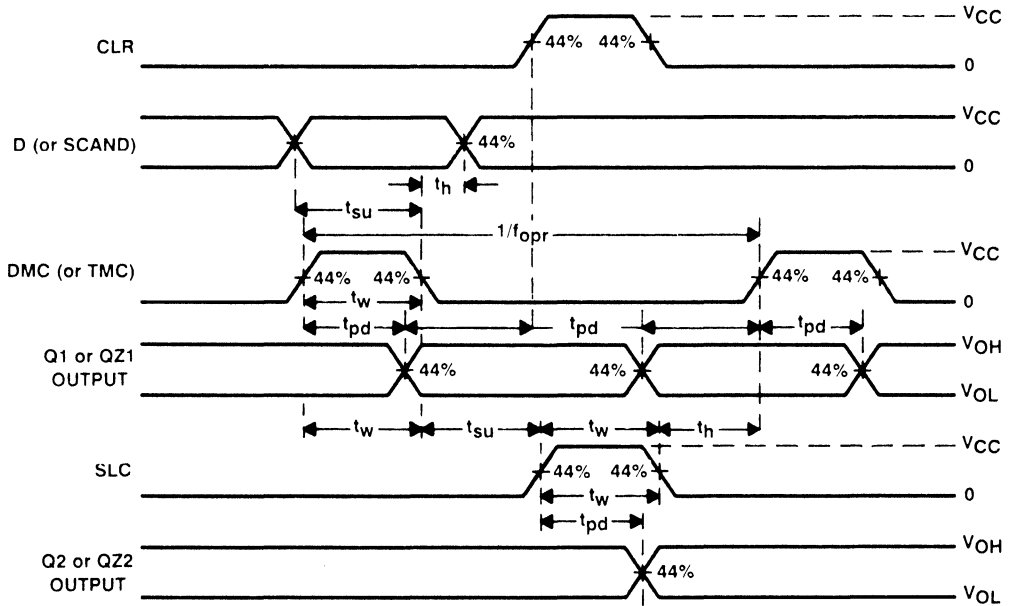 VCC
CLR
44% 44%
0
VCC
D (or SCAND)
44%
0
th
tsu
1/fopr
VCC
DMC (or TMC)
44% 44% 44% 44%
tw
0
tpd tpd tpd
VOH
Q1 or QZ1
OUTPUT
44% 44% 44%
VOL
tw tsu tw th
VCC
SLC
44% 44%
tw
0
tpd
VOH
Q2 or QZ2
OUTPUT
44%
VOL